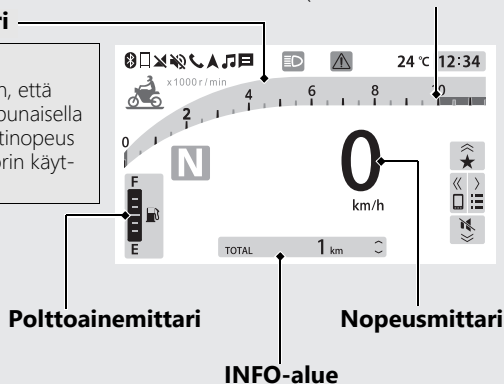 ri
n, että
punaisella
tinopeus
rin käyt-
24 ℃ 12:34
x1000r/min
0 2 4 6 8 10
N
0
km/h
F
E
TOTAL 1 km
Polttoainemittari
Nopeusmittari
INFO-alue